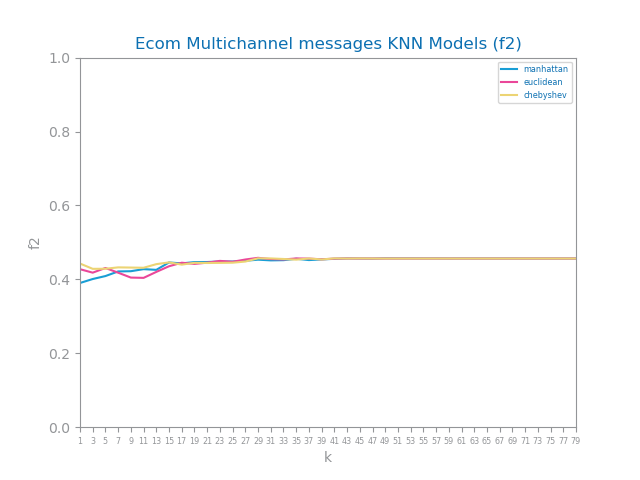 Ecom Multichannel messages KNN Models (f2)
manhattan
euclidean
chebyshev
1.0
0.8
0.6
0.4
0.2
0.0
f2
1 3 5 7 9 11 13 15 17 19 21 23 25 27 29 31 33 35 37 39 41 43 45 47 49 51 53 55 57 59 61 63 65 67 69 71 73 75 77 79
k